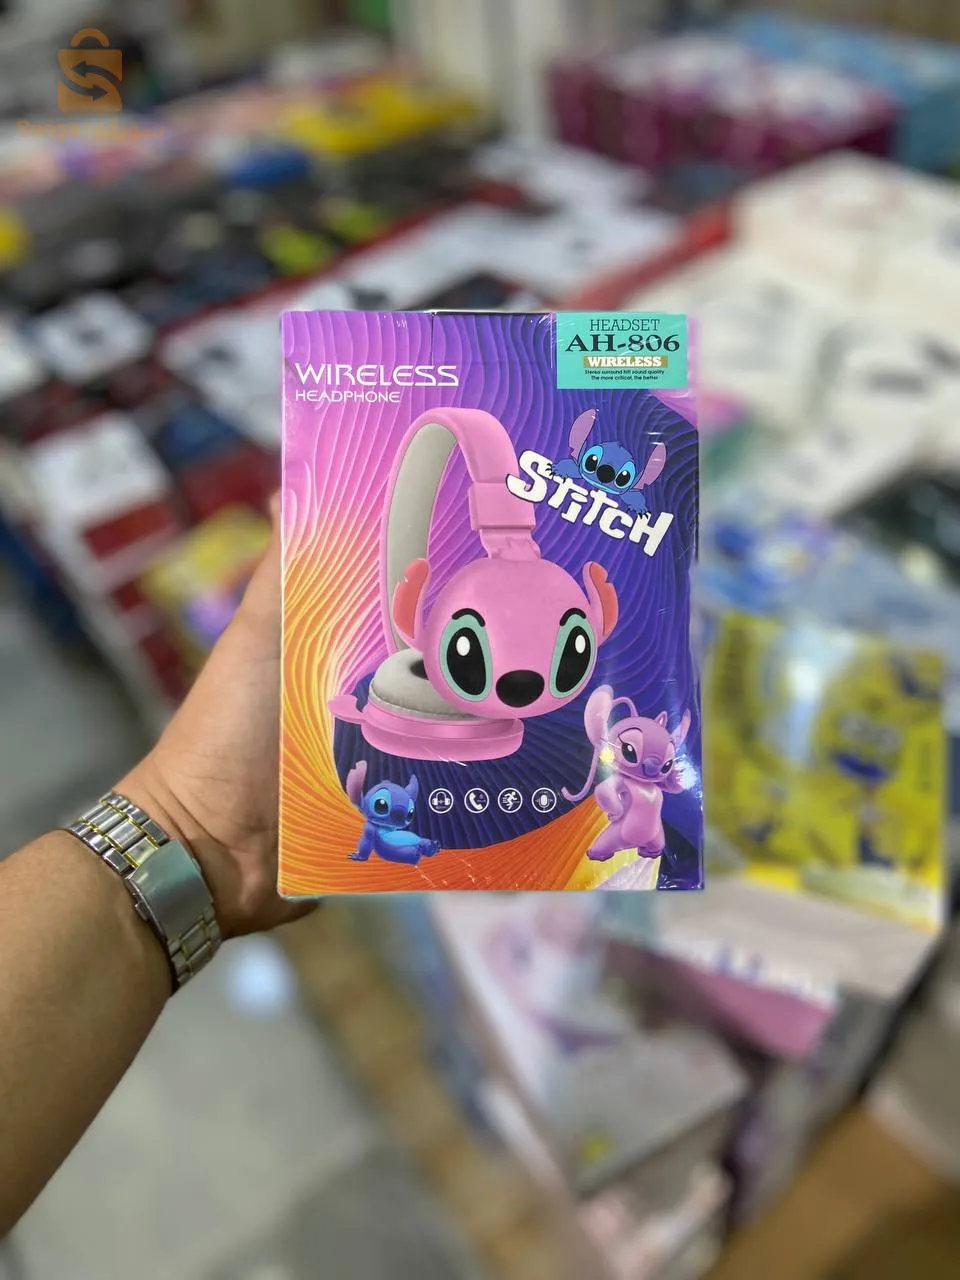 HEADSET
AH-806
WIRELESS
Stereo surround hifi sound quality
The more critical, the better
WIRELESS
HEADPHONE
STITCH